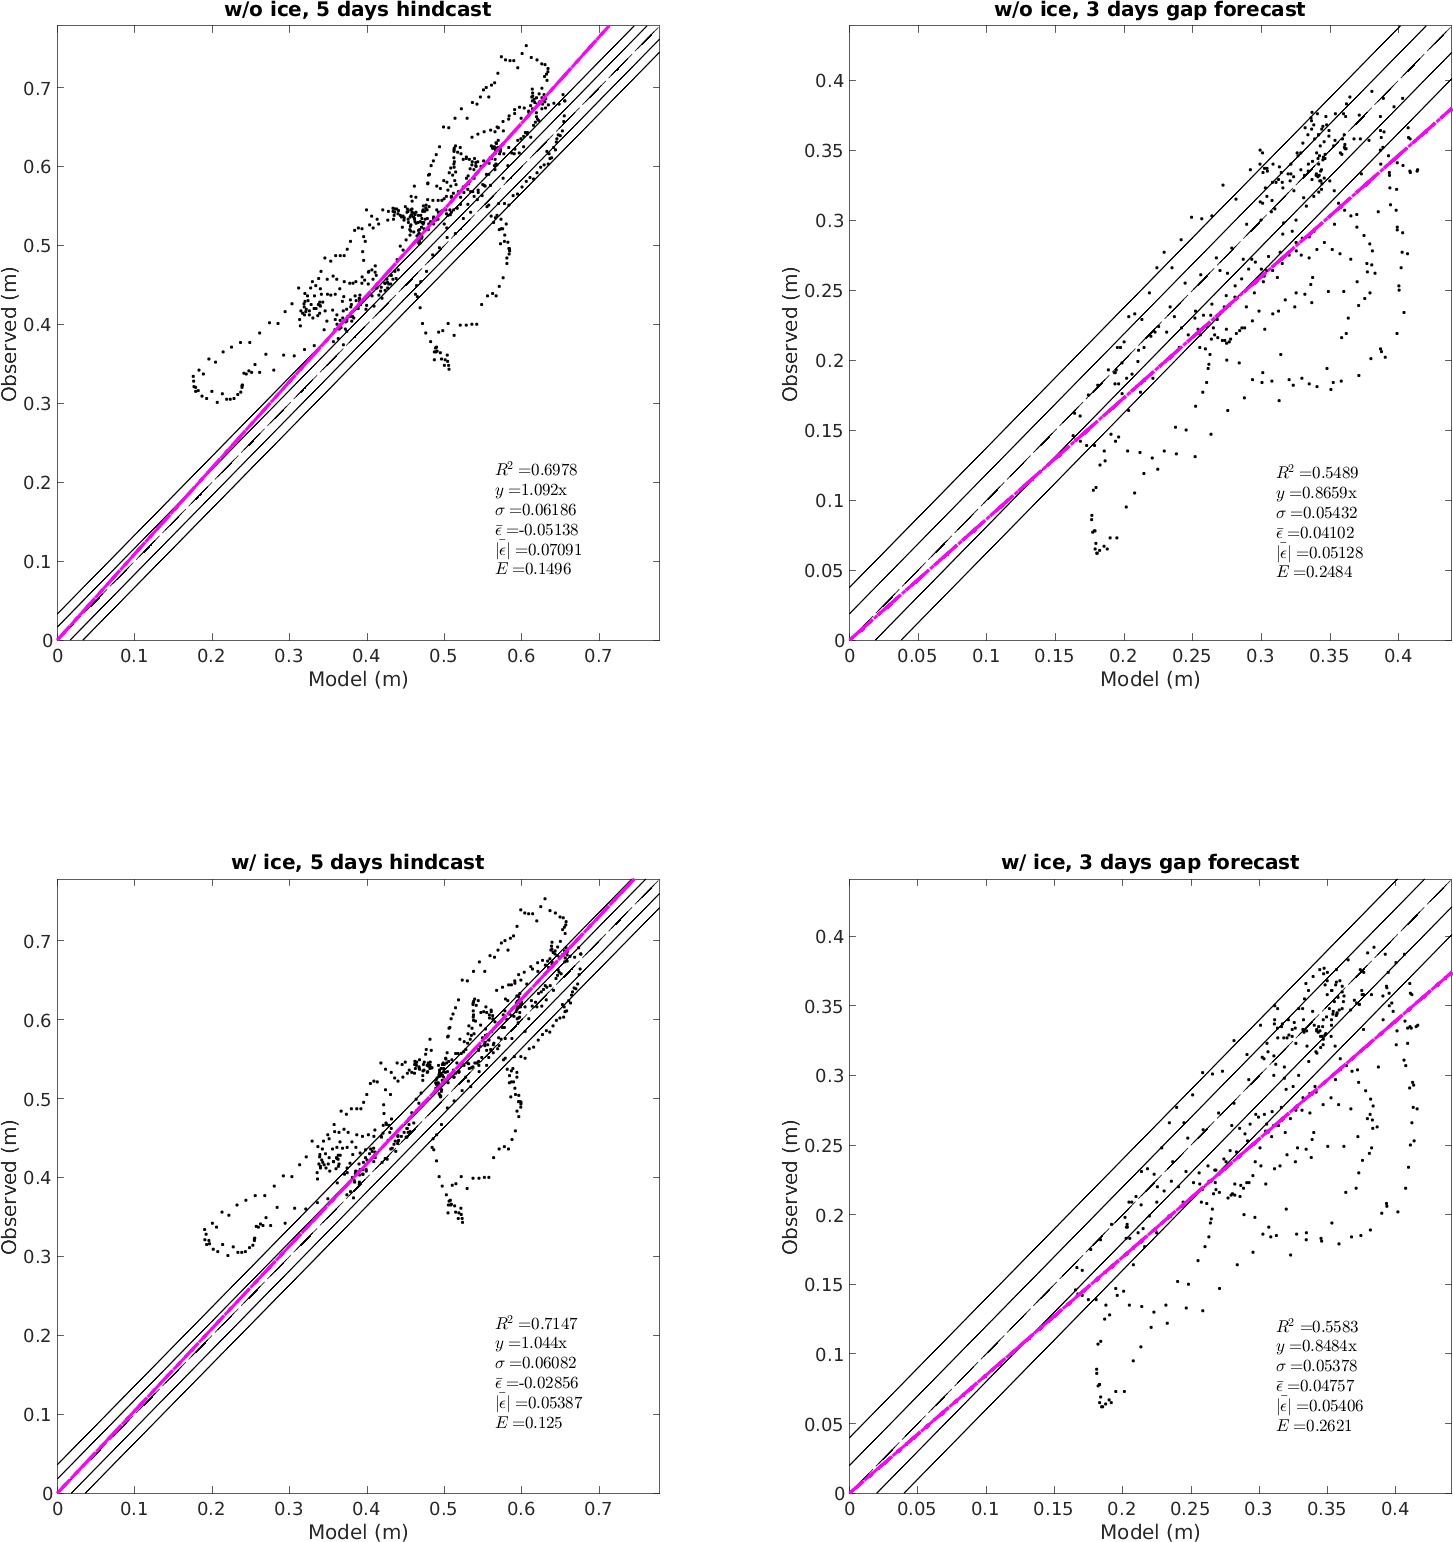 w/o ice, 5 days hindcast
Observed (m)
0.7
0.6
0.5
0.4
0.3
0.2
0.1
0
R² =0.6978
y =1.092x
σ =0.06186
ϵ̄ =-0.05138
|ϵ̄| =0.07091
E =0.1496
0 0.1 0.2 0.3 0.4 0.5 0.6 0.7
Model (m)
w/o ice, 3 days gap forecast
Observed (m)
0.4
0.35
0.3
0.25
0.2
0.15
0.1
0.05
0
R² =0.5489
y =0.8659x
σ =0.05432
ϵ̄ =0.04102
|ϵ̄| =0.05128
E =0.2484
0 0.05 0.1 0.15 0.2 0.25 0.3 0.35 0.4
Model (m)
w/ ice, 5 days hindcast
Observed (m)
0.7
0.6
0.5
0.4
0.3
0.2
0.1
0
R² =0.7147
y =1.044x
σ =0.06082
ϵ̄ =-0.02856
|ϵ̄| =0.05387
E =0.125
0 0.1 0.2 0.3 0.4 0.5 0.6 0.7
Model (m)
w/ ice, 3 days gap forecast
Observed (m)
0.4
0.35
0.3
0.25
0.2
0.15
0.1
0.05
0
R² =0.5583
y =0.8484x
σ =0.05378
ϵ̄ =0.04757
|ϵ̄| =0.05406
E =0.2621
0 0.05 0.1 0.15 0.2 0.25 0.3 0.35 0.4
Model (m)